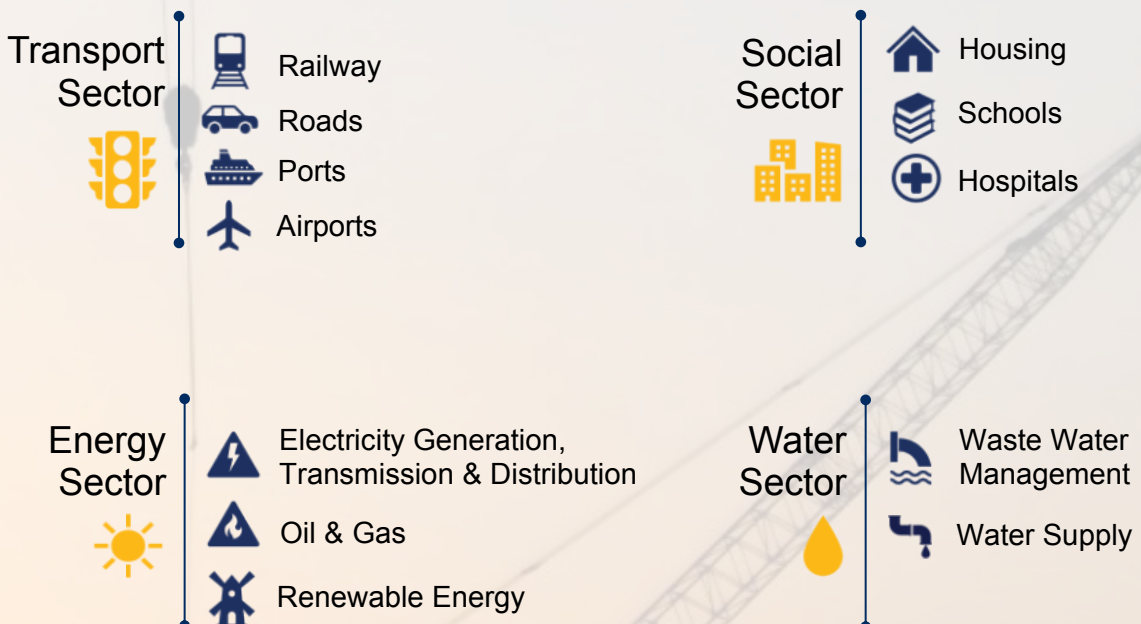 Transport
Sector
Railway
Roads
Ports
Airports
Social
Sector
Housing
Schools
Hospitals
Energy
Sector
Electricity Generation,
Transmission & Distribution
Oil & Gas
Renewable Energy
Water
Sector
Waste Water
Management
Water Supply